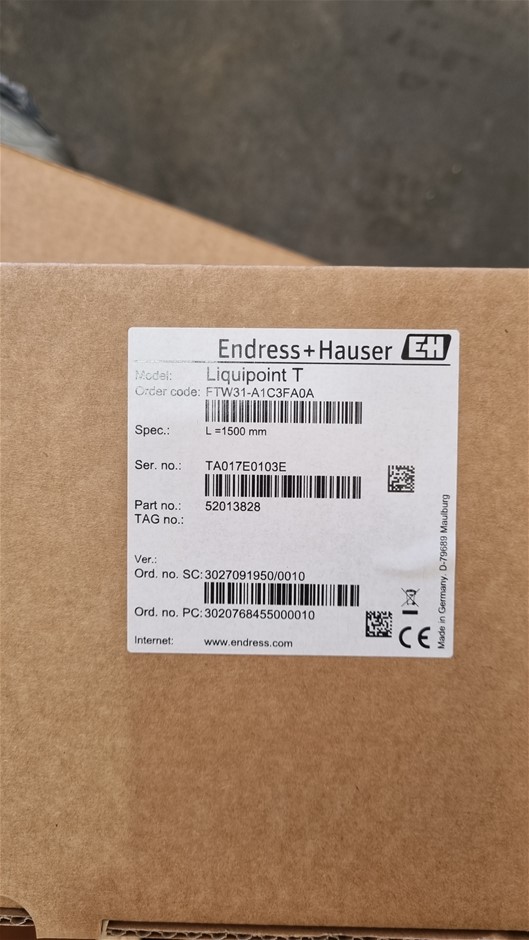 Endress+Hauser EH
Model: Liquipoint T
Order code: FTW31-A1C3FA0A
Spec.: L =1500 mm
Ser. no.: TA017E0103E
Part no.: 52013828
TAG no.:
Ver.:
Ord. no. SC: 3027091950/0010
Ord. no. PC: 3020768455000010
Internet: www.endress.com
CE
Made in Germany, D-79689 Maulburg